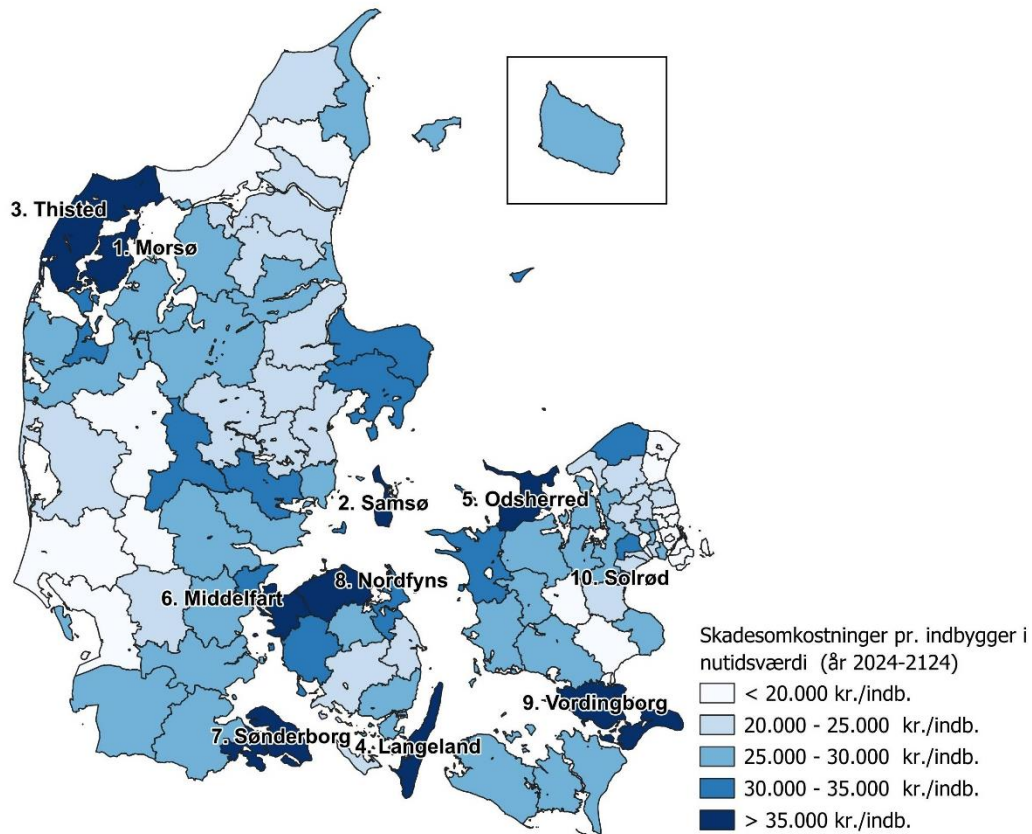 3. Thisted
1. Morsø
2. Samsø
5. Odsherred
10. Solrød
8. Nordfyns
6. Middelfart
9. Vordingborg
7. Sønderborg
4. Langeland
Skadesomkostninger pr. indbygger i
nutidsværdi (år 2024-2124)
< 20.000 kr./indb.
20.000 - 25.000 kr./indb.
25.000 - 30.000 kr./indb.
30.000 - 35.000 kr./indb.
> 35.000 kr./indb.